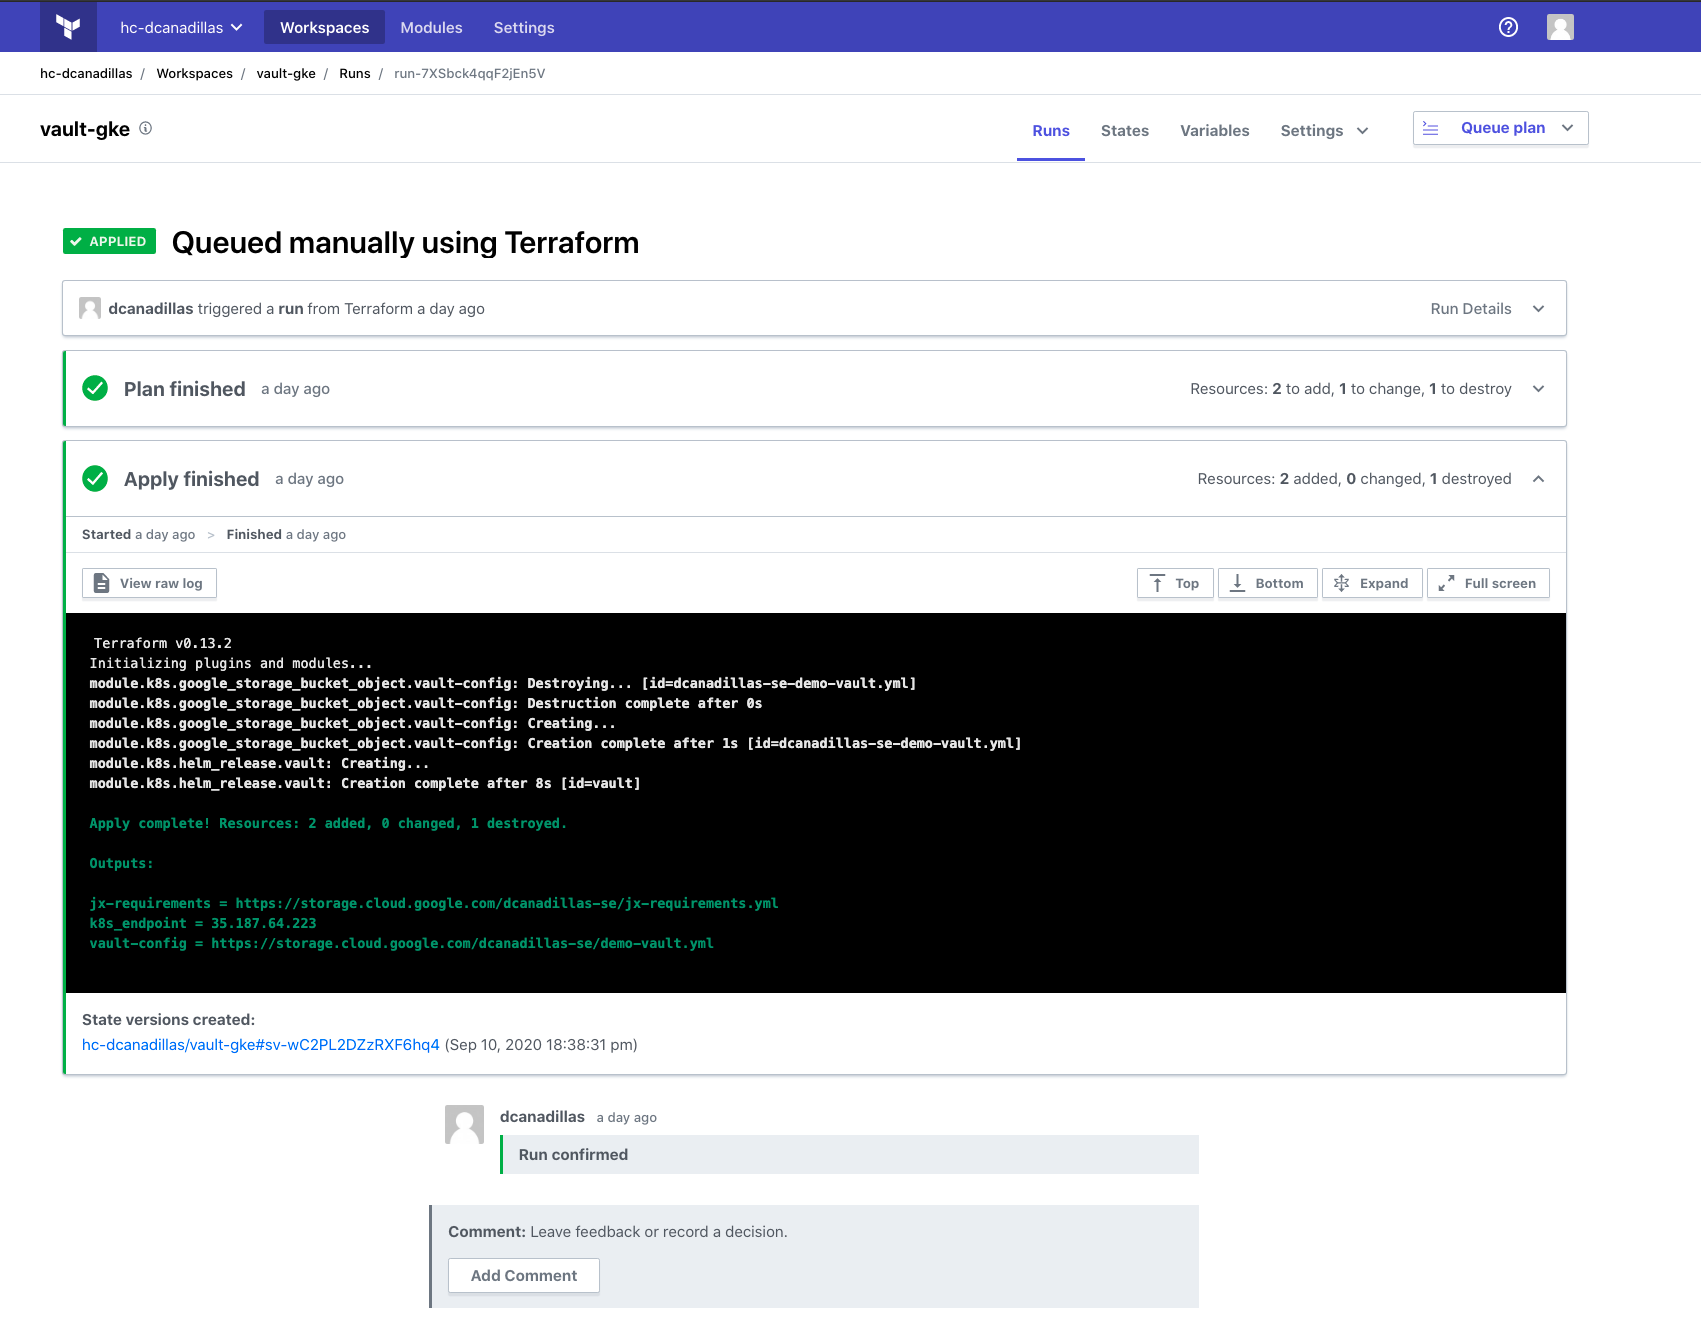 hc-dcanadillas Workspaces Modules Settings
hc-dcanadillas / Workspaces / vault-gke / Runs / run-7XSbck4qqF2jEn5V
vault-gke Runs States Variables Settings Queue plan
APPLIED Queued manually using Terraform
dcanadillas triggered a run from Terraform a day ago Run Details
Plan finished a day ago Resources: 2 to add, 1 to change, 1 to destroy
Apply finished a day ago Resources: 2 added, 0 changed, 1 destroyed
Started a day ago > Finished a day ago
View raw log Top Bottom Expand Full screen
Terraform v0.13.2
Initializing plugins and modules...
module.k8s.google_storage_bucket_object.vault-config: Destroying... [id=dcanadillas-se-demo-vault.yml]
module.k8s.google_storage_bucket_object.vault-config: Destruction complete after 0s
module.k8s.google_storage_bucket_object.vault-config: Creating...
module.k8s.google_storage_bucket_object.vault-config: Creation complete after 1s [id=dcanadillas-se-demo-vault.yml]
module.k8s.helm_release.vault: Creating...
module.k8s.helm_release.vault: Creation complete after 8s [id=vault]
Apply complete! Resources: 2 added, 0 changed, 1 destroyed.
Outputs:
jx-requirements = https://storage.cloud.google.com/dcanadillas-se/jx-requirements.yml
k8s_endpoint = 35.187.64.223
vault-config = https://storage.cloud.google.com/dcanadillas-se/demo-vault.yml
State versions created:
hc-dcanadillas/vault-gke#sv-wC2PL2DZzRXF6hq4 (Sep 10, 2020 18:38:31 pm)
dcanadillas a day ago
Run confirmed
Comment: Leave feedback or record a decision.
Add Comment